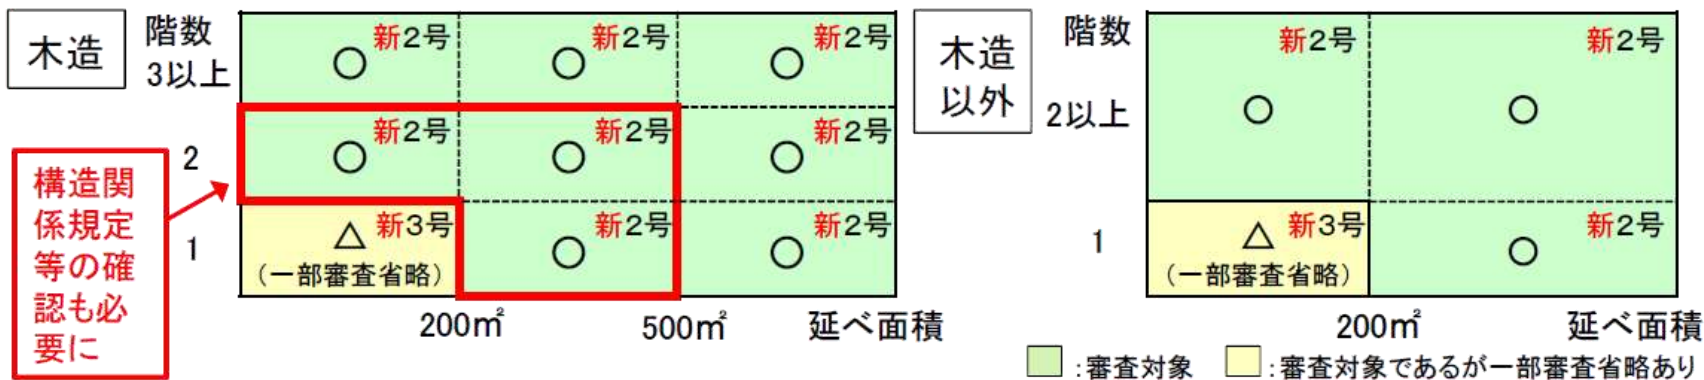 木造
階数
3以上
新2号
○
新2号
○
新2号
○
2
新2号
○
新2号
○
新2号
○
構造関
係規定
等の確
認も必
要に
1
新3号
△
(一部審査省略)
新2号
○
新2号
○
200㎡
500㎡
延べ面積
木造
以外
階数
2以上
新2号
○
新2号
○
1
新3号
△
(一部審査省略)
新2号
○
200㎡
延べ面積
:審査対象
:審査対象であるが一部審査省略あり